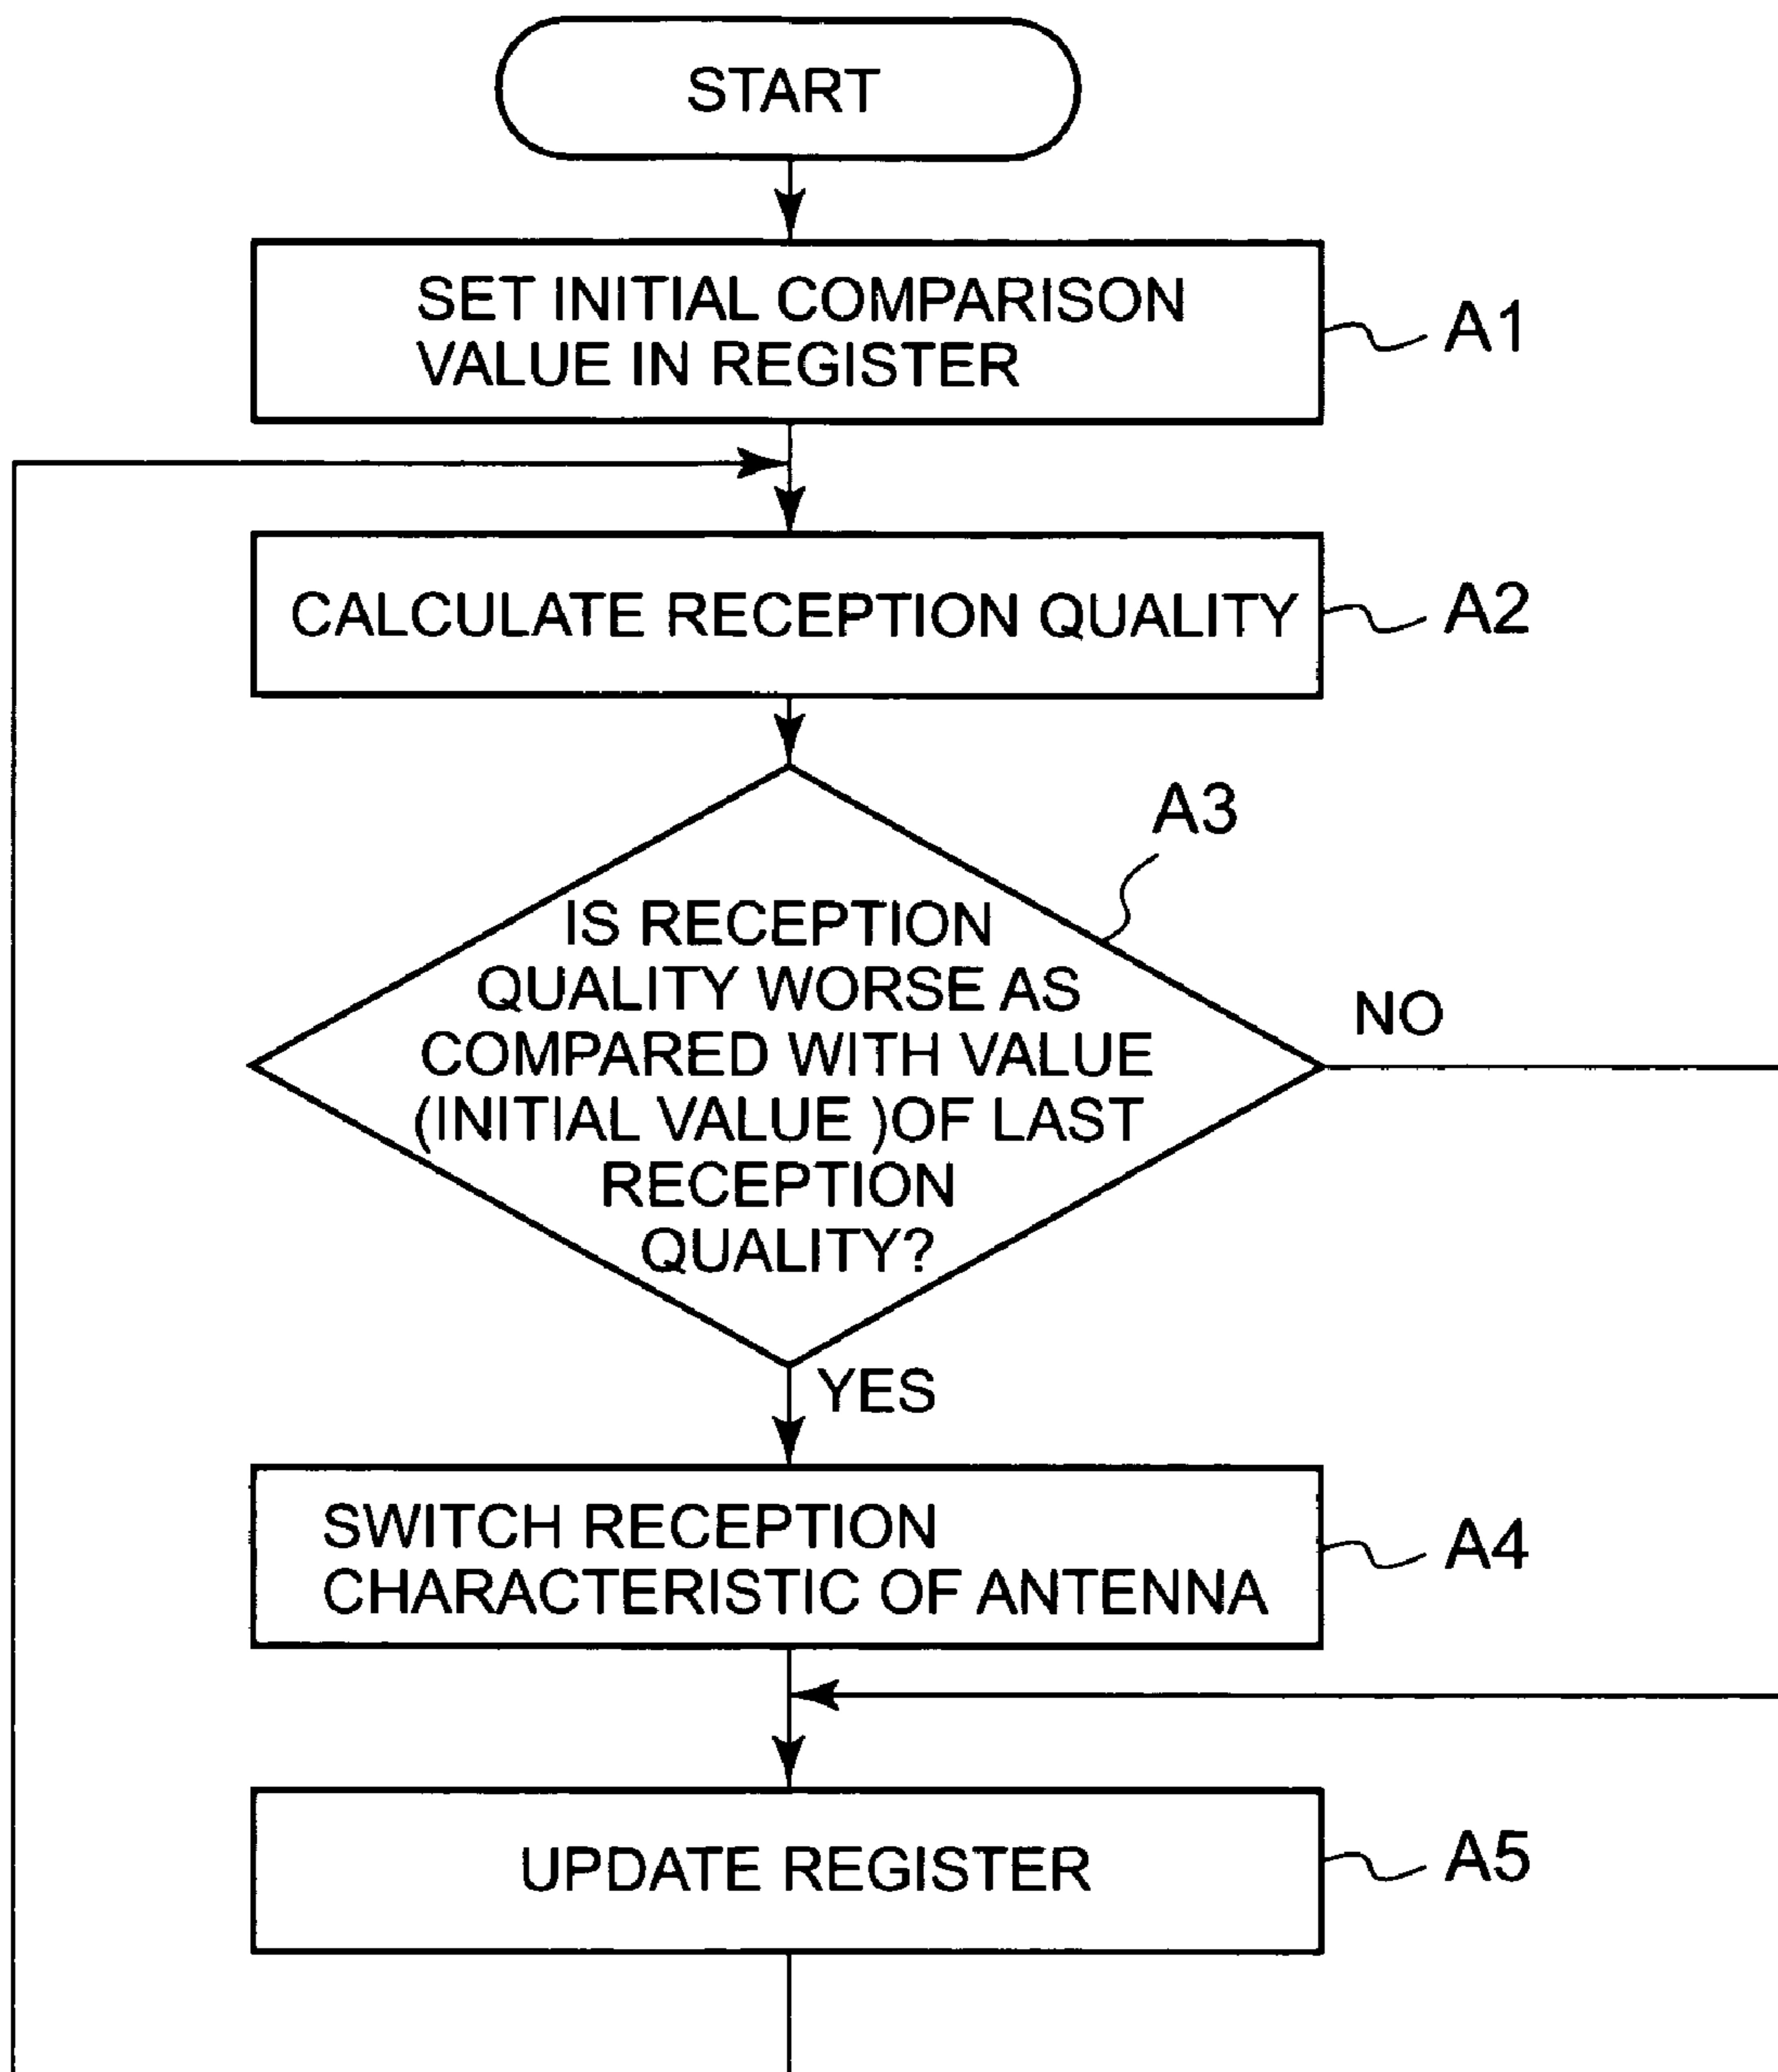 START
SET INITIAL COMPARISON
VALUE IN REGISTER
A1
CALCULATE RECEPTION QUALITY
A2
A3
IS RECEPTION
QUALITY WORSE AS
COMPARED WITH VALUE
(INITIAL VALUE )OF LAST
RECEPTION
QUALITY?
NO
YES
SWITCH RECEPTION
CHARACTERISTIC OF ANTENNA
A4
UPDATE REGISTER
A5